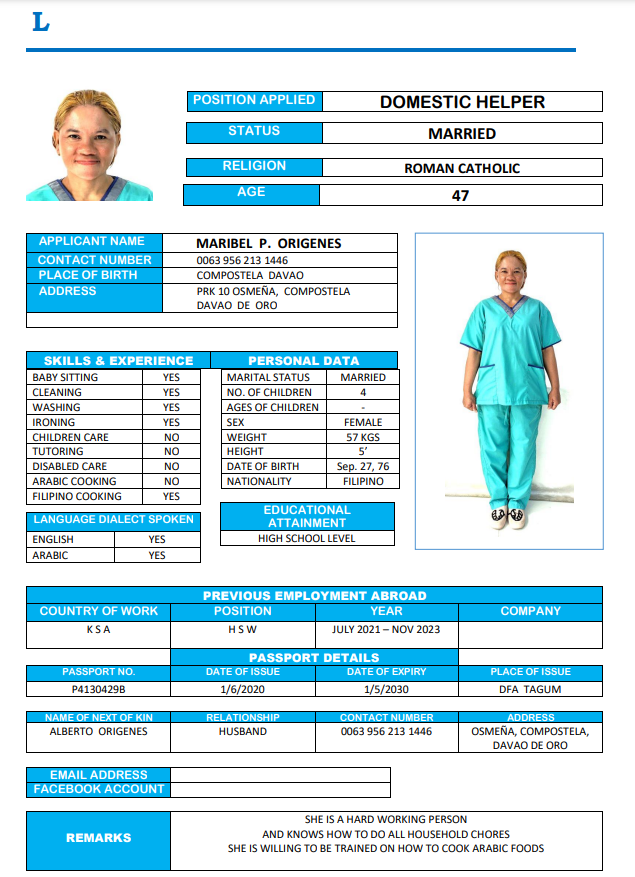 L
POSITION APPLIED DOMESTIC HELPER
STATUS MARRIED
RELIGION ROMAN CATHOLIC
AGE 47
APPLICANT NAME MARIBEL P. ORIGENES
CONTACT NUMBER 0063 956 213 1446
PLACE OF BIRTH COMPOSTELA DAVAO
ADDRESS PRK 10 OSMEÑA, COMPOSTELA
DAVAO DE ORO
SKILLS & EXPERIENCE PERSONAL DATA
BABY SITTING YES MARITAL STATUS MARRIED
CLEANING YES NO. OF CHILDREN 4
WASHING YES AGES OF CHILDREN -
IRONING YES SEX FEMALE
CHILDREN CARE NO WEIGHT 57 KGS
TUTORING NO HEIGHT 5’
DISABLED CARE NO DATE OF BIRTH Sep. 27, 76
ARABIC COOKING NO NATIONALITY FILIPINO
FILIPINO COOKING YES
EDUCATIONAL
ATTAINMENT
HIGH SCHOOL LEVEL
LANGUAGE DIALECT SPOKEN
ENGLISH YES
ARABIC YES
PREVIOUS EMPLOYMENT ABROAD
COUNTRY OF WORK POSITION YEAR COMPANY
K S A H S W JULY 2021 – NOV 2023
PASSPORT DETAILS
PASSPORT NO. DATE OF ISSUE DATE OF EXPIRY PLACE OF ISSUE
P4130429B 1/6/2020 1/5/2030 DFA TAGUM
NAME OF NEXT OF KIN RELATIONSHIP CONTACT NUMBER ADDRESS
ALBERTO ORIGENES HUSBAND 0063 956 213 1446 OSMEÑA, COMPOSTELA,
DAVAO DE ORO
EMAIL ADDRESS
FACEBOOK ACCOUNT
REMARKS
SHE IS A HARD WORKING PERSON
AND KNOWS HOW TO DO ALL HOUSEHOLD CHORES
SHE IS WILLING TO BE TRAINED ON HOW TO COOK ARABIC FOODS